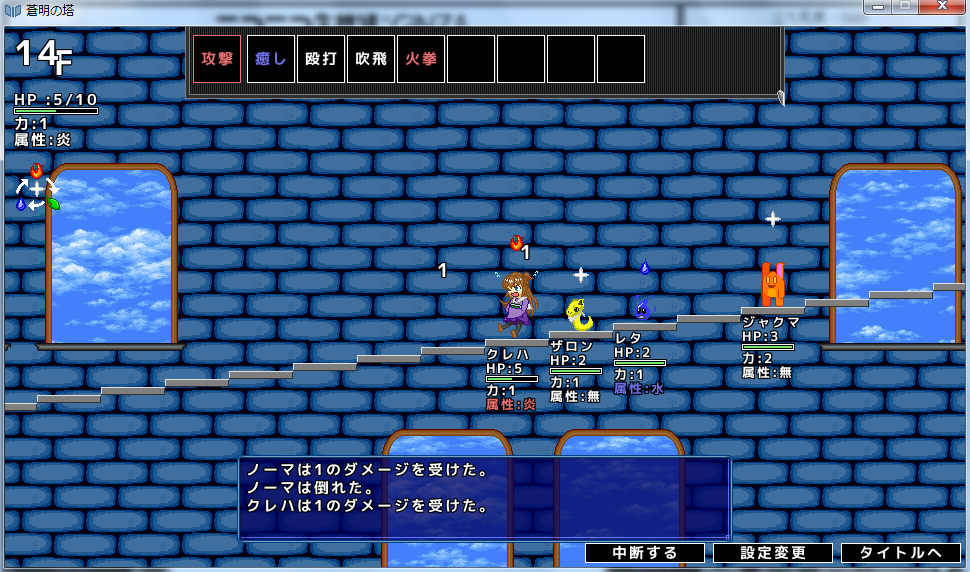 蒼明の塔
14F
攻撃 癒し 殴打 吹飛 火拳
HP :5/10
力:1
属性:炎
1
1
クレハ
HP:5
力:1
属性:炎
ザロン
HP:2
力:1
属性:無
レタ
HP:2
力:1
属性:水
ジャクマ
HP:3
力:2
属性:無
ノーマは1のダメージを受けた。
ノーマは倒れた。
クレハは1のダメージを受けた。
中断する 設定変更 タイトルへ